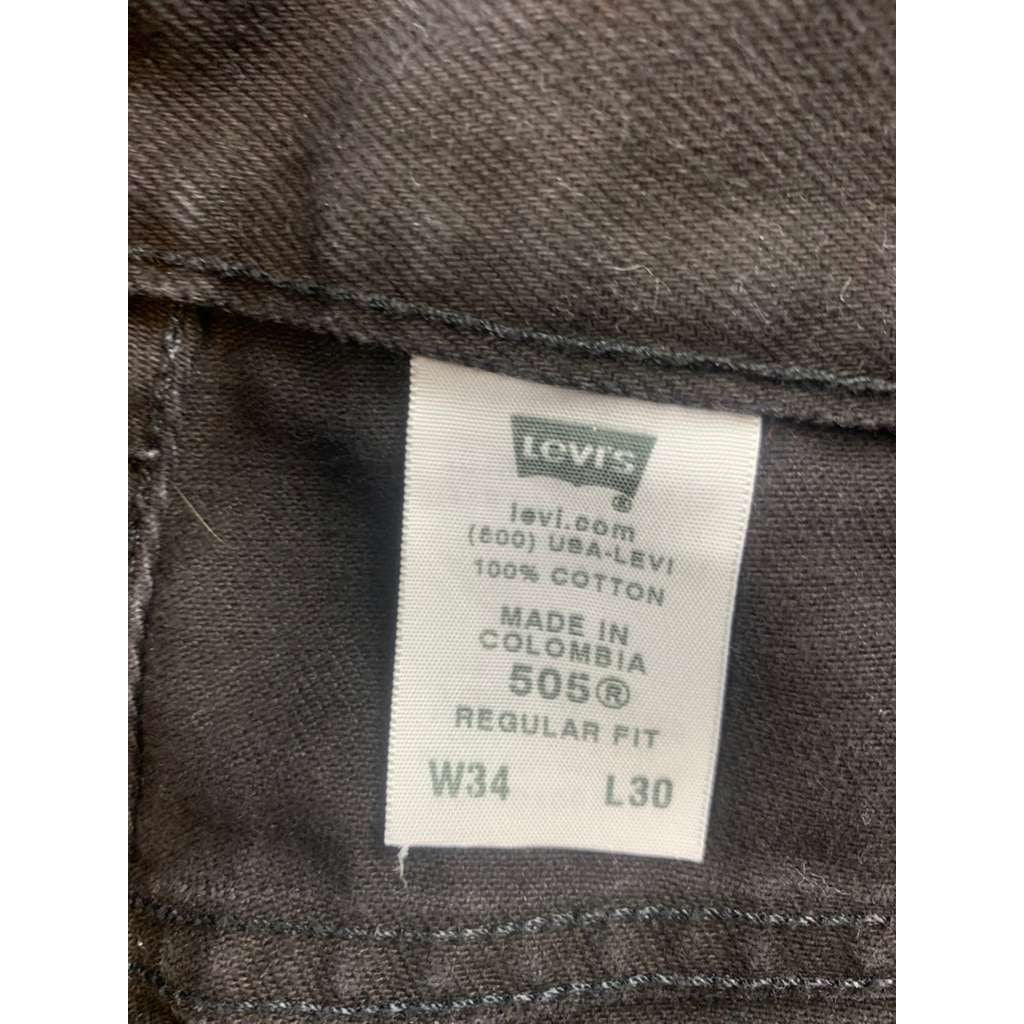 LEVI'S
®
levi.com
(800) USA-LEVI
100% COTTON
MADE IN
COLOMBIA
505®
REGULAR FIT
W34 L30